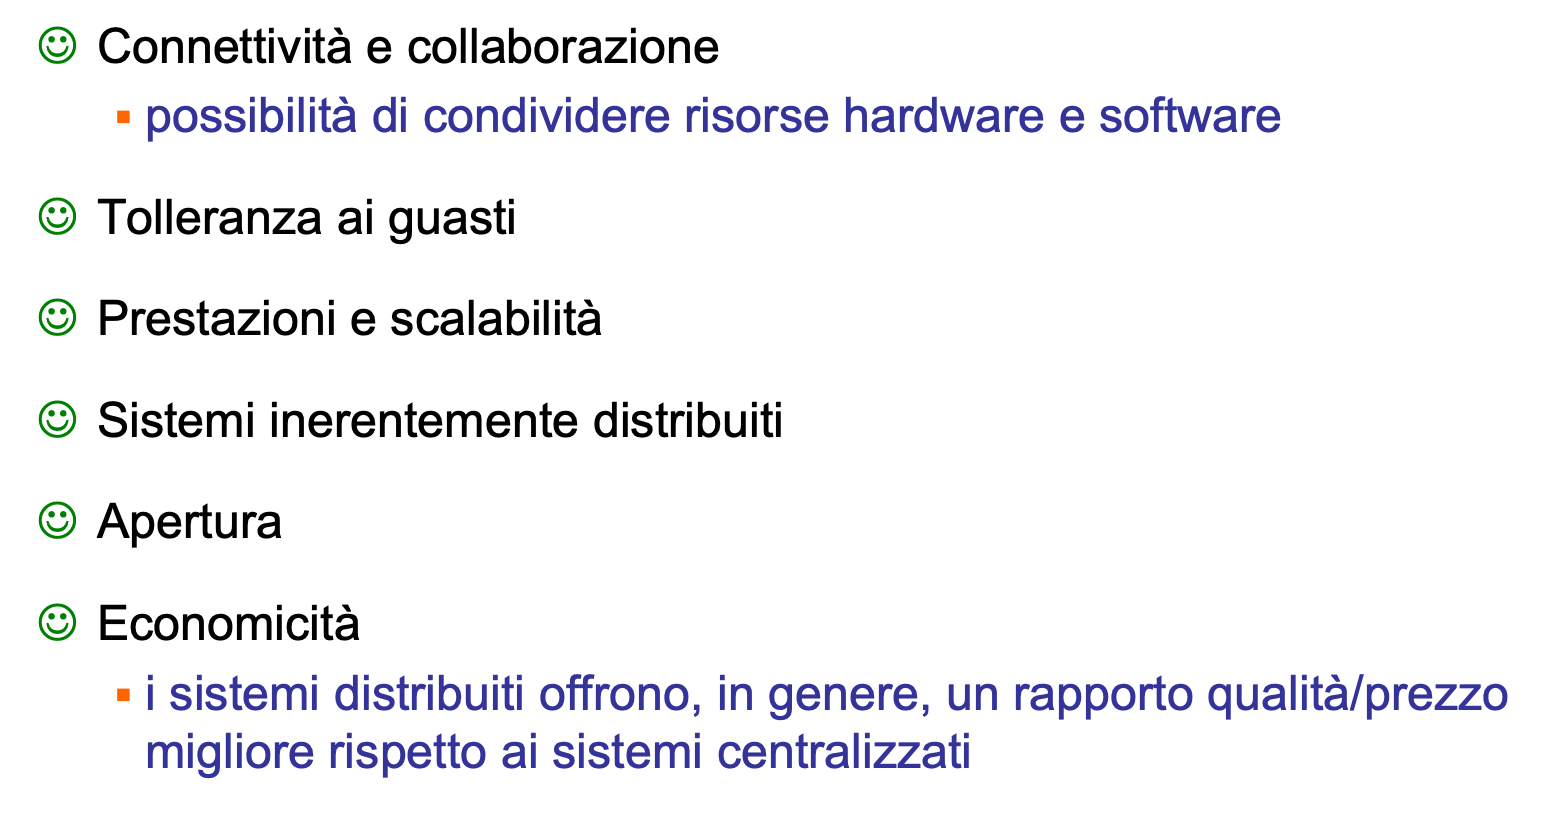 Connettività e collaborazione
possibilità di condividere risorse hardware e software
Tolleranza ai guasti
Prestazioni e scalabilità
Sistemi inerentemente distribuiti
Apertura
Economicità
i sistemi distribuiti offrono, in genere, un rapporto qualità/prezzo
migliore rispetto ai sistemi centralizzati